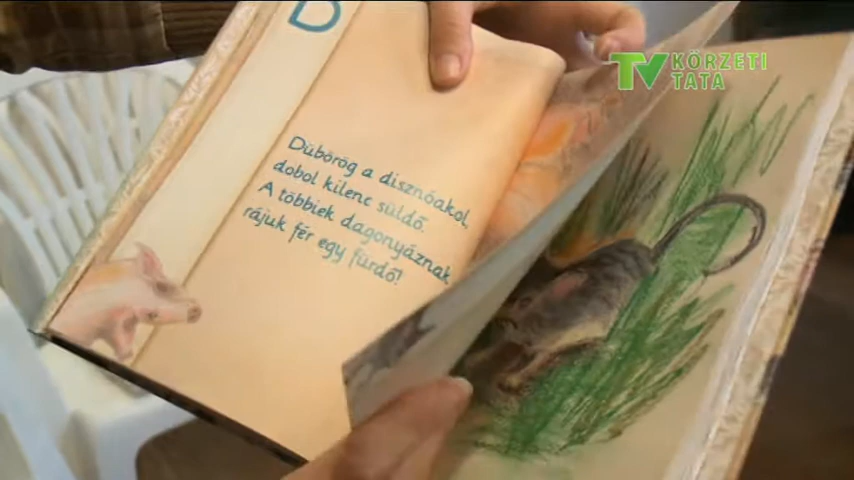 D
Dübörög a disznóakol,
dobol kilenc süldő.
A többiek dagonyáznak
rájuk fér egy fürdő!
TV KÖRZETI
TATA